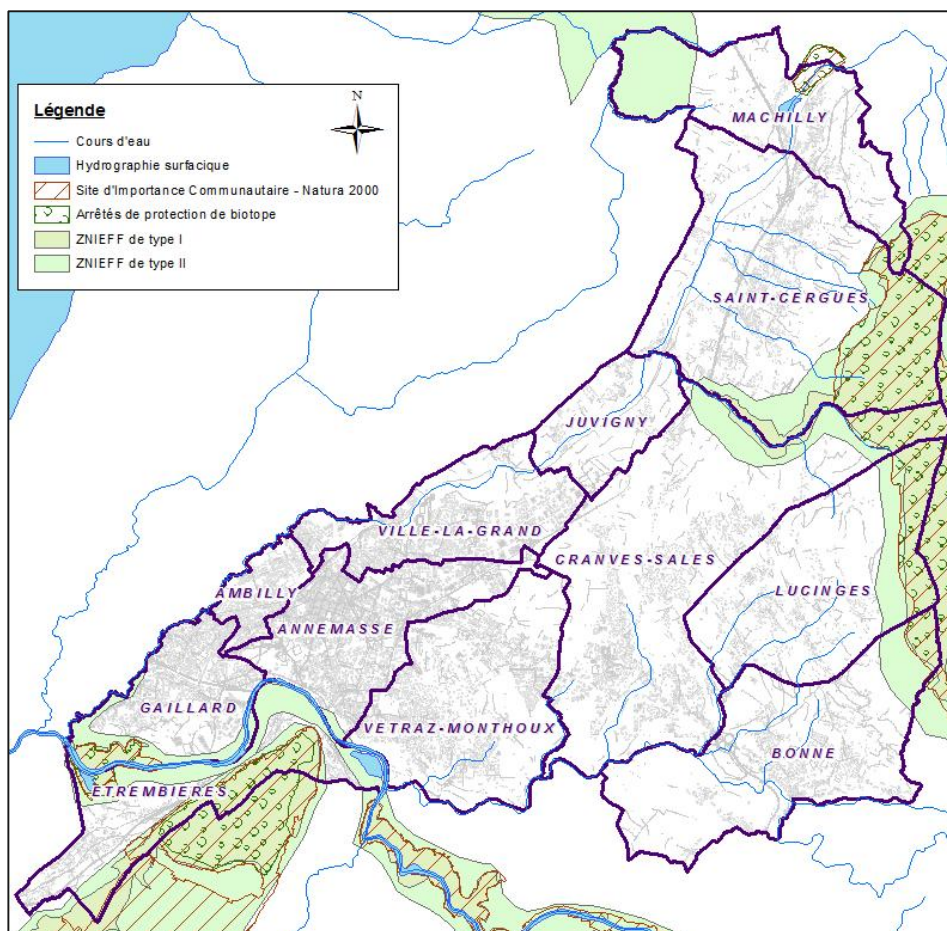 Légende
N
Cours d'eau
Hydrographie surfacique
Site d'Importance Communautaire - Natura 2000
Arrêtés de protection de biotope
ZNIEFF de type I
ZNIEFF de type II
MACHILLY
SAINT-CERGUES
JUVIGNY
VILLE-LA-GRAND
CRANVES-SALES
AMBILLY
LUCINGES
ANNEMASSE
GAILLARD
VETRAZ-MONTHOUX
BONNE
ETREMBIERES